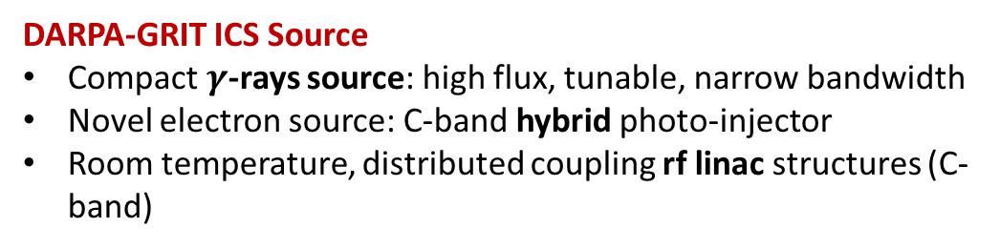 DARPA-GRIT ICS Source
• Compact γ-rays source: high flux, tunable, narrow bandwidth
• Novel electron source: C-band hybrid photo-injector
• Room temperature, distributed coupling rf linac structures (C-
band)